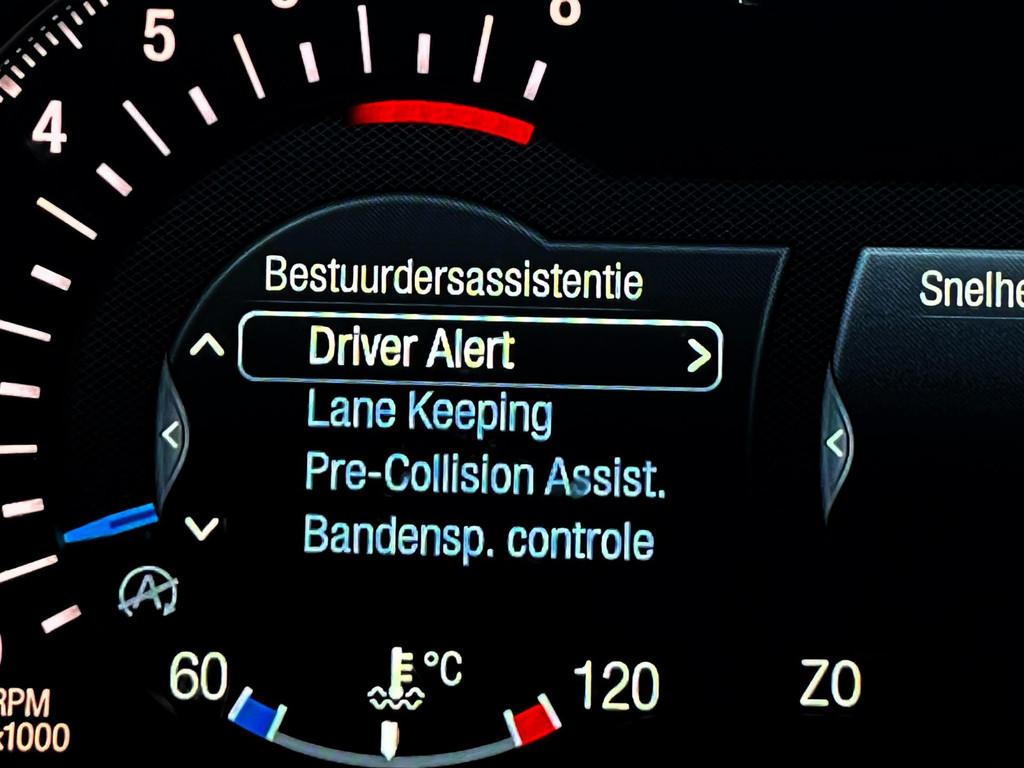 5
4
Bestuurdersassistentie
Snelhe
Driver Alert >
Lane Keeping
Pre-Collision Assist.
Bandensp. controle
A
60
°C
120
ZO
RPM
x1000